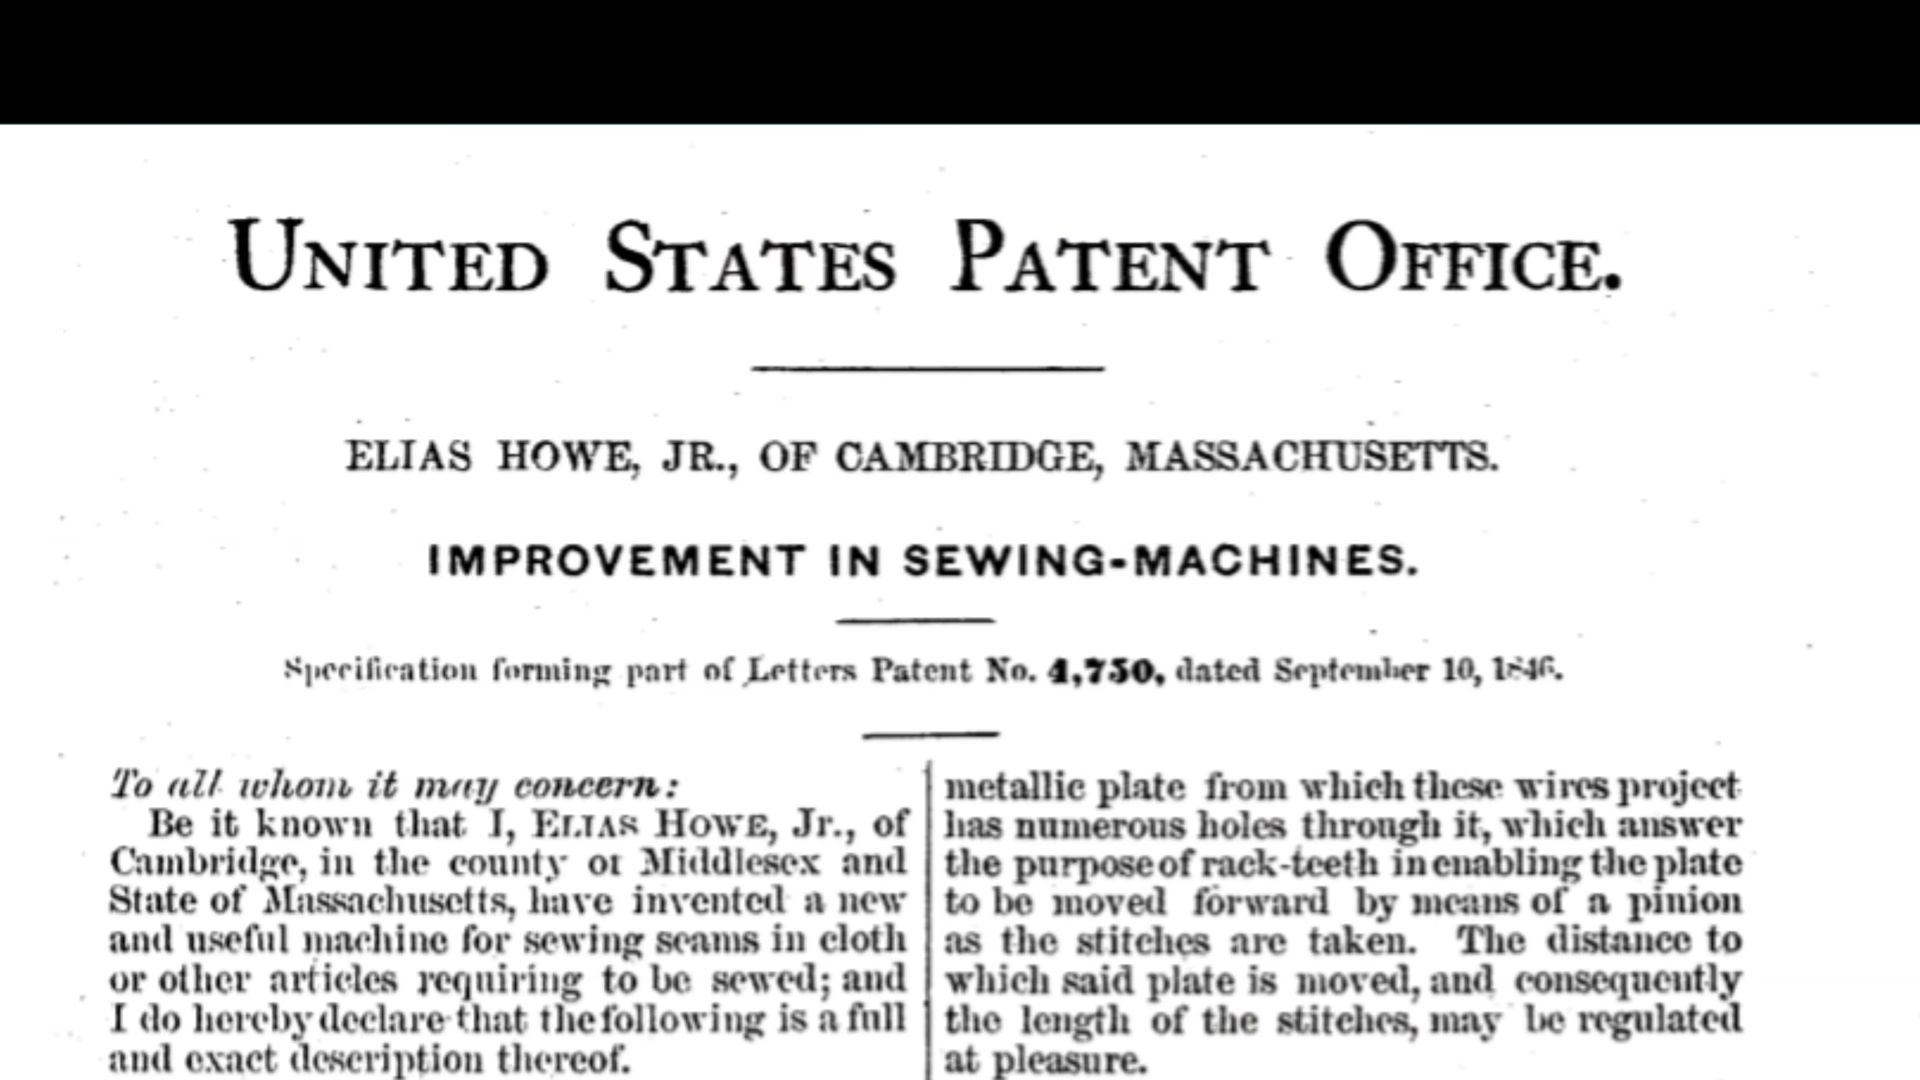 UNITED STATES PATENT OFFICE.
ELIAS HOWE, JR., OF CAMBRIDGE, MASSACHUSETTS.
IMPROVEMENT IN SEWING-MACHINES.
Specification forming part of Letters Patent No. 4,750, dated September 10, 1846.
To all whom it may concern:
Be it known that I, ELIAS HOWE, Jr., of
Cambridge, in the county of Middlesex and
State of Massachusetts, have invented a new
and useful machine for sewing seams in cloth
or other articles requiring to be sewed; and
I do hereby declare that the following is a full
and exact description thereof.
metallic plate from which these wires project
has numerous holes through it, which answer
the purpose of rack-teeth in enabling the plate
to be moved forward by means of a pinion
as the stitches are taken. The distance to
which said plate is moved, and consequently
the length of the stitches, may be regulated
at pleasure.